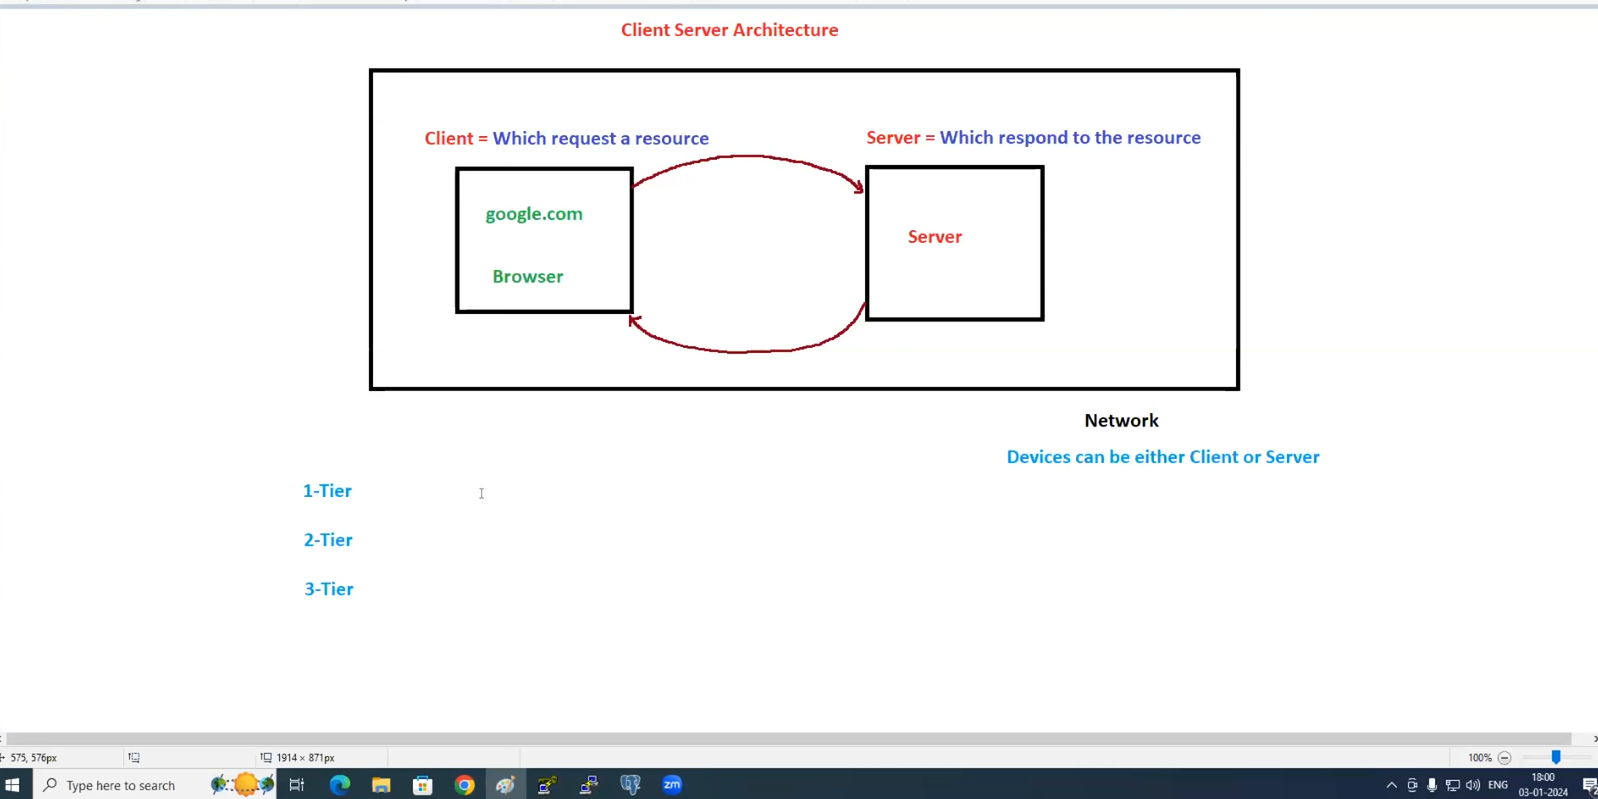 Client Server Architecture
Client = Which request a resource
Server = Which respond to the resource
google.com
Server
Browser
Network
Devices can be either Client or Server
1-Tier
2-Tier
3-Tier
575, 576px
1914 × 871px
100%
Type here to search
zm
ENG
18:00
03-01-2024